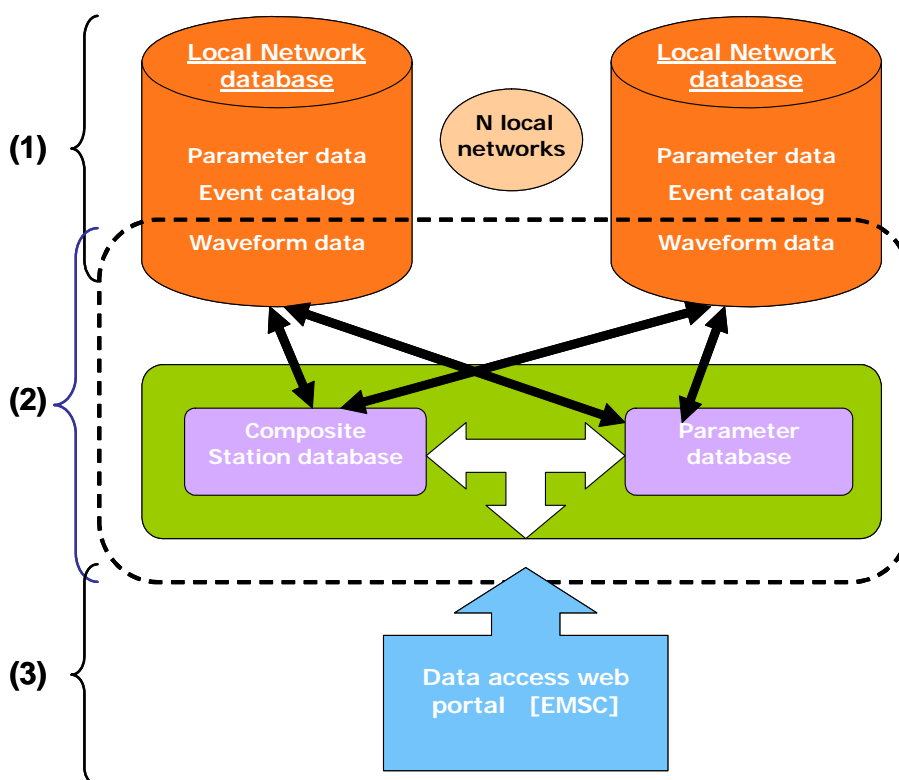 Local Network
database
Parameter data
Event catalog
Waveform data
N local
networks
Local Network
database
Parameter data
Event catalog
Waveform data
(1)
(2)
Composite
Station database
Parameter
database
(3)
Data access web
portal [EMSC]